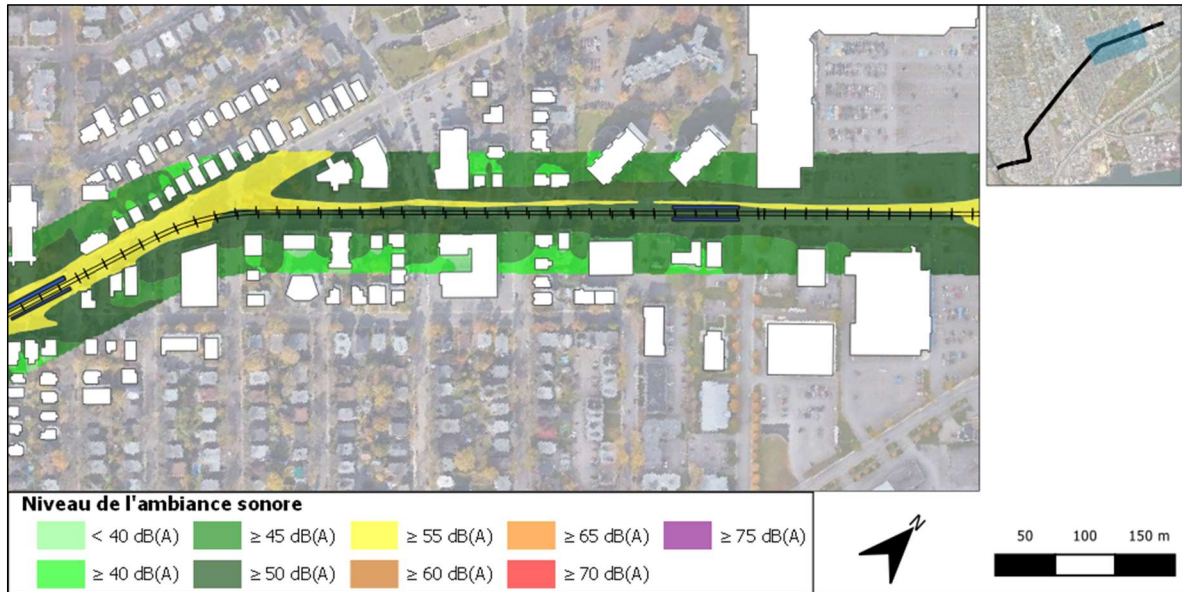 Niveau de l'ambiance sonore
< 40 dB(A) ≥ 45 dB(A) ≥ 55 dB(A) ≥ 65 dB(A) ≥ 75 dB(A)
≥ 40 dB(A) ≥ 50 dB(A) ≥ 60 dB(A) ≥ 70 dB(A)
N
50 100 150 m